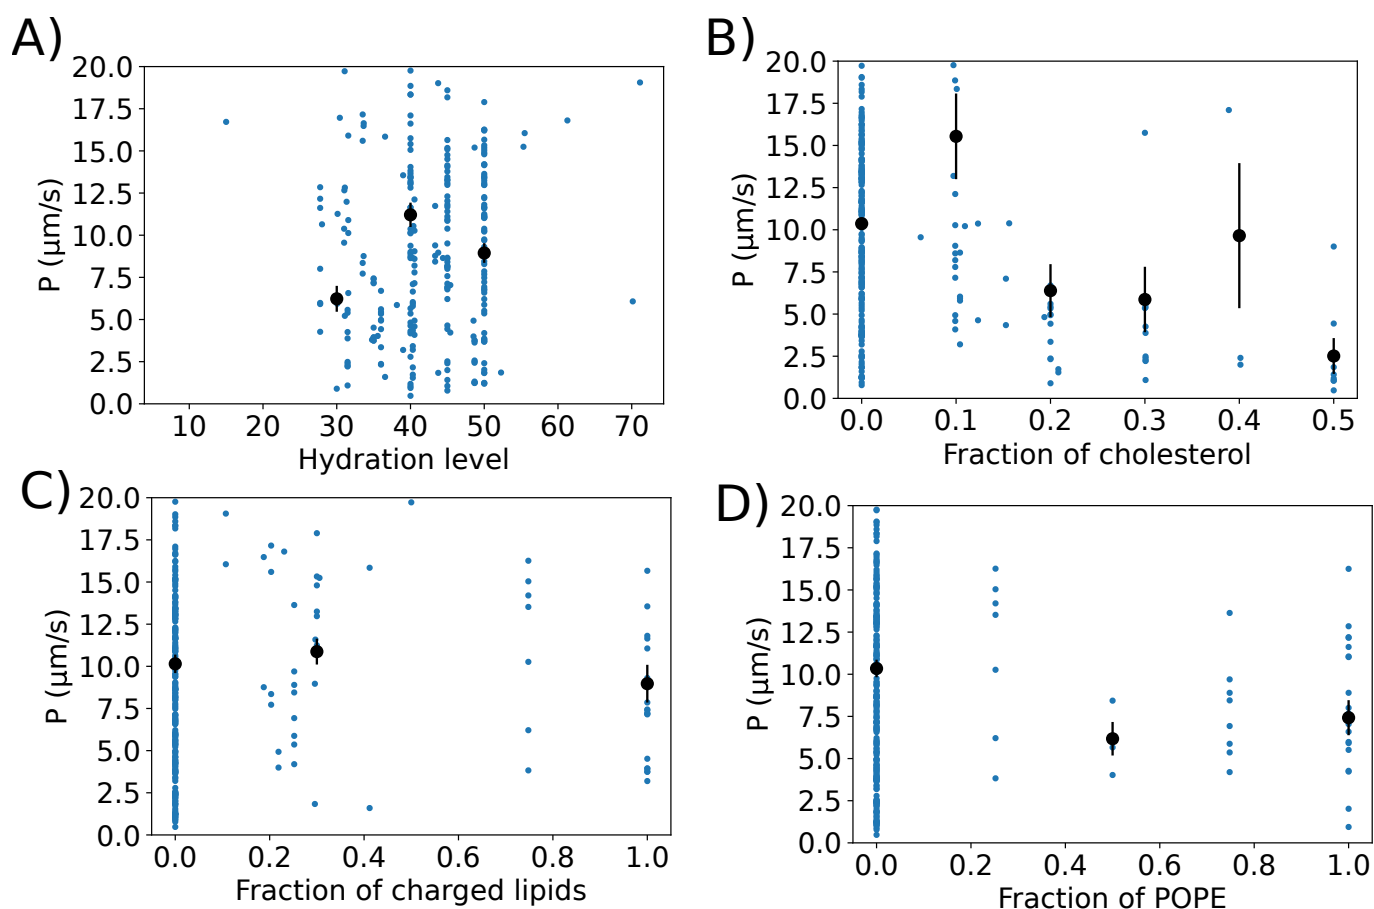 A)
20.0
17.5
15.0
12.5
10.0
7.5
5.0
2.5
0.0
P (μm/s)
10 20 30 40 50 60 70
Hydration level
B)
20.0
17.5
15.0
12.5
10.0
7.5
5.0
2.5
0.0
P (μm/s)
0.0 0.1 0.2 0.3 0.4 0.5
Fraction of cholesterol
C)
20.0
17.5
15.0
12.5
10.0
7.5
5.0
2.5
0.0
P (μm/s)
0.0 0.2 0.4 0.6 0.8 1.0
Fraction of charged lipids
D)
20.0
17.5
15.0
12.5
10.0
7.5
5.0
2.5
0.0
P (μm/s)
0.0 0.2 0.4 0.6 0.8 1.0
Fraction of POPE